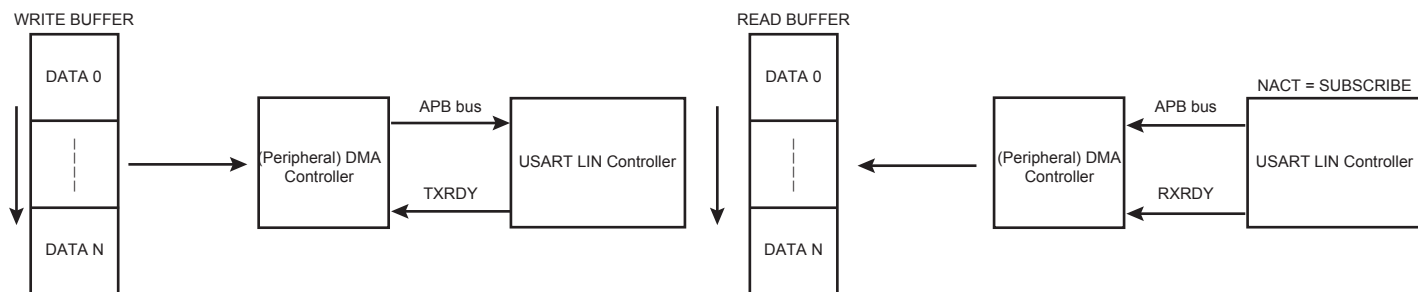 WRITE BUFFER
DATA 0
DATA N
(Peripheral) DMA
Controller
APB bus
TXRDY
USART LIN Controller
READ BUFFER
DATA 0
DATA N
(Peripheral) DMA
Controller
APB bus
RXRDY
NACT = SUBSCRIBE
USART LIN Controller